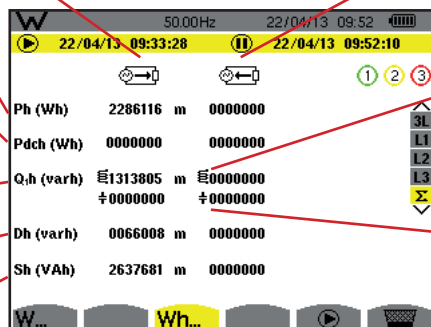 W 50.00Hz 22/04/13 09:52
22/04/13 09:33:28 22/04/13 09:52:10
1 2 3
Ph (Wh) 2286116 m 0000000
3L
L1
Pdch (Wh) 0000000 0000000
L2
Q₁h (varh) 1313805 m 0000000
L3
0000000 0000000
Σ
Dh (varh) 0066008 m 0000000
Sh (VAh) 2637681 m 0000000
W... Wh...